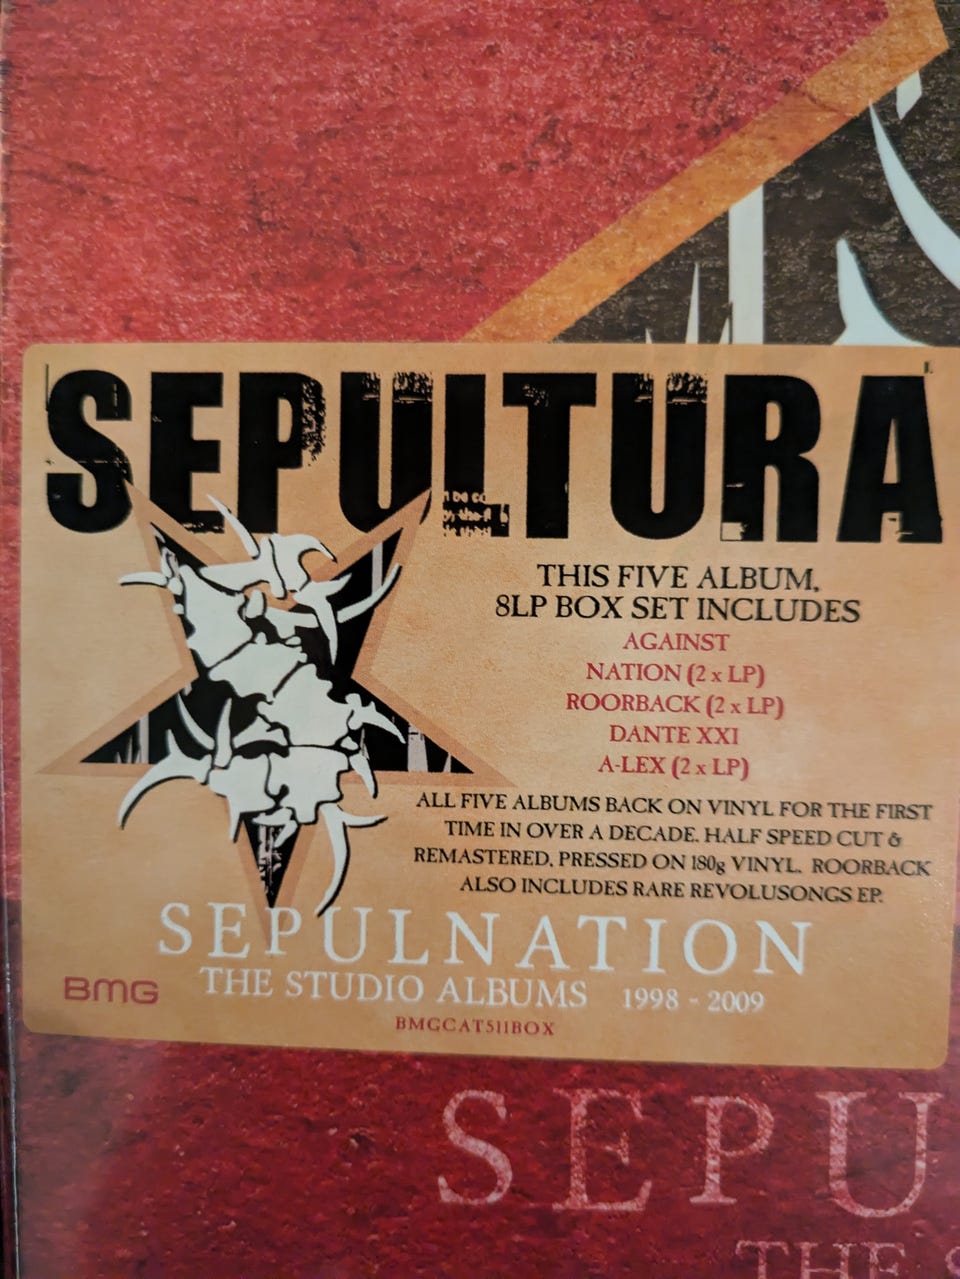 SEPULTURA
THIS FIVE ALBUM,
8LP BOX SET INCLUDES
AGAINST
NATION (2 x LP)
ROORBACK (2 x LP)
DANTE XXI
A-LEX (2 x LP)
ALL FIVE ALBUMS BACK ON VINYL FOR THE FIRST
TIME IN OVER A DECADE. HALF SPEED CUT &
REMASTERED, PRESSED ON 180g VINYL. ROORBACK
ALSO INCLUDES RARE REVOLUSONGS EP.
SEPULNATION
THE STUDIO ALBUMS 1998 - 2009
BMG
BMGCAT511BOX
SEPU
THE S